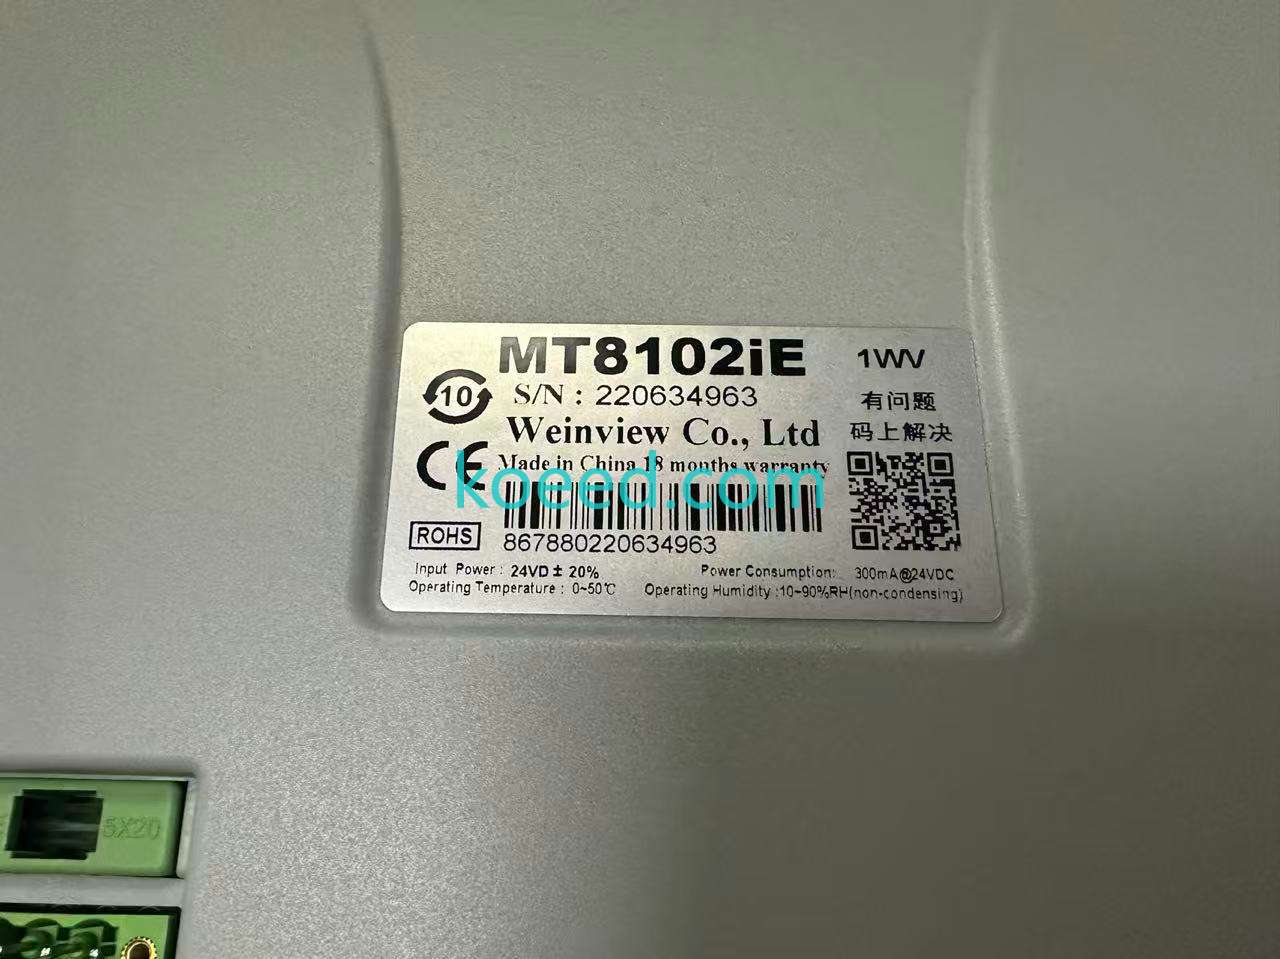 MT8102iE 1WV
10 S/N : 220634963
有问题
Weinview Co., Ltd
码上解决
CE Made in China 18 months warranty
koeed.com
ROHS
867880220634963
Input Power : 24VD ± 20% Power Consumption: 300mA@24VDC
Operating Temperature : 0~50℃ Operating Humidity :10~90%RH(non-condensing)
5X20